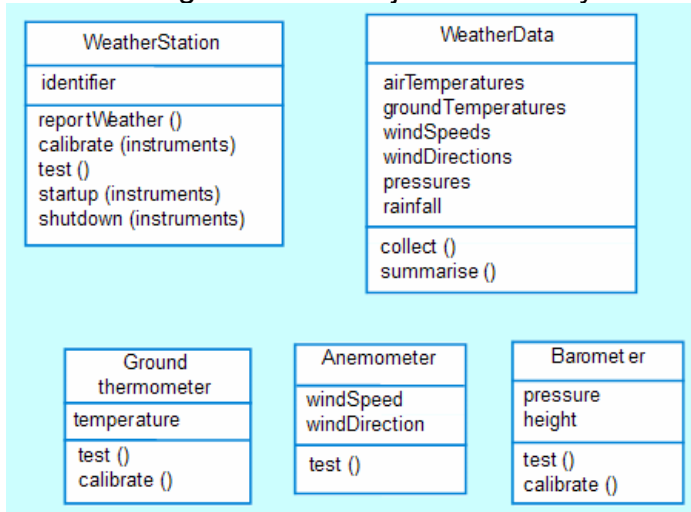 WeatherStation
identifier
reportWeather ()
calibrate (instruments)
test ()
startup (instruments)
shutdown (instruments)
WeatherData
airTemperatures
groundTemperatures
windSpeeds
windDirections
pressures
rainfall
collect ()
summarise ()
Ground
thermometer
temperature
test ()
calibrate ()
Anemometer
windSpeed
windDirection
test ()
Barometer
pressure
height
test ()
calibrate ()